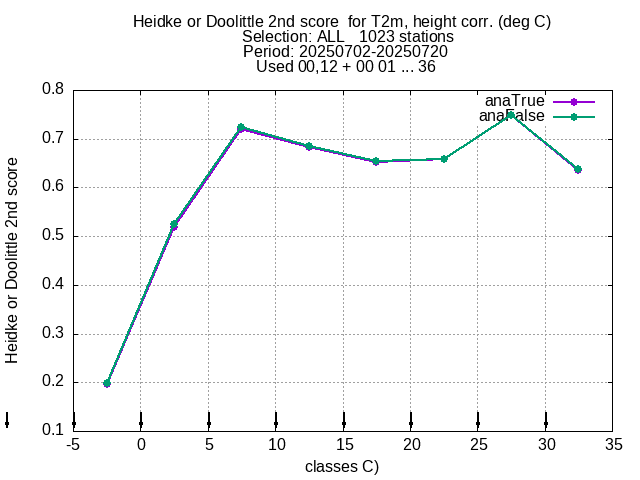 Heidke or Doolittle 2nd score  for T2m, height corr. (deg C)
Selection: ALL   1023 stations
Period: 20250702-20250720
Used 00,12 + 00 01 ... 36
anaTrue
anaFalse
Heidke or Doolittle 2nd score
0.8
0.7
0.6
0.5
0.4
0.3
0.2
0.1
-5 0 5 10 15 20 25 30 35
classes C)